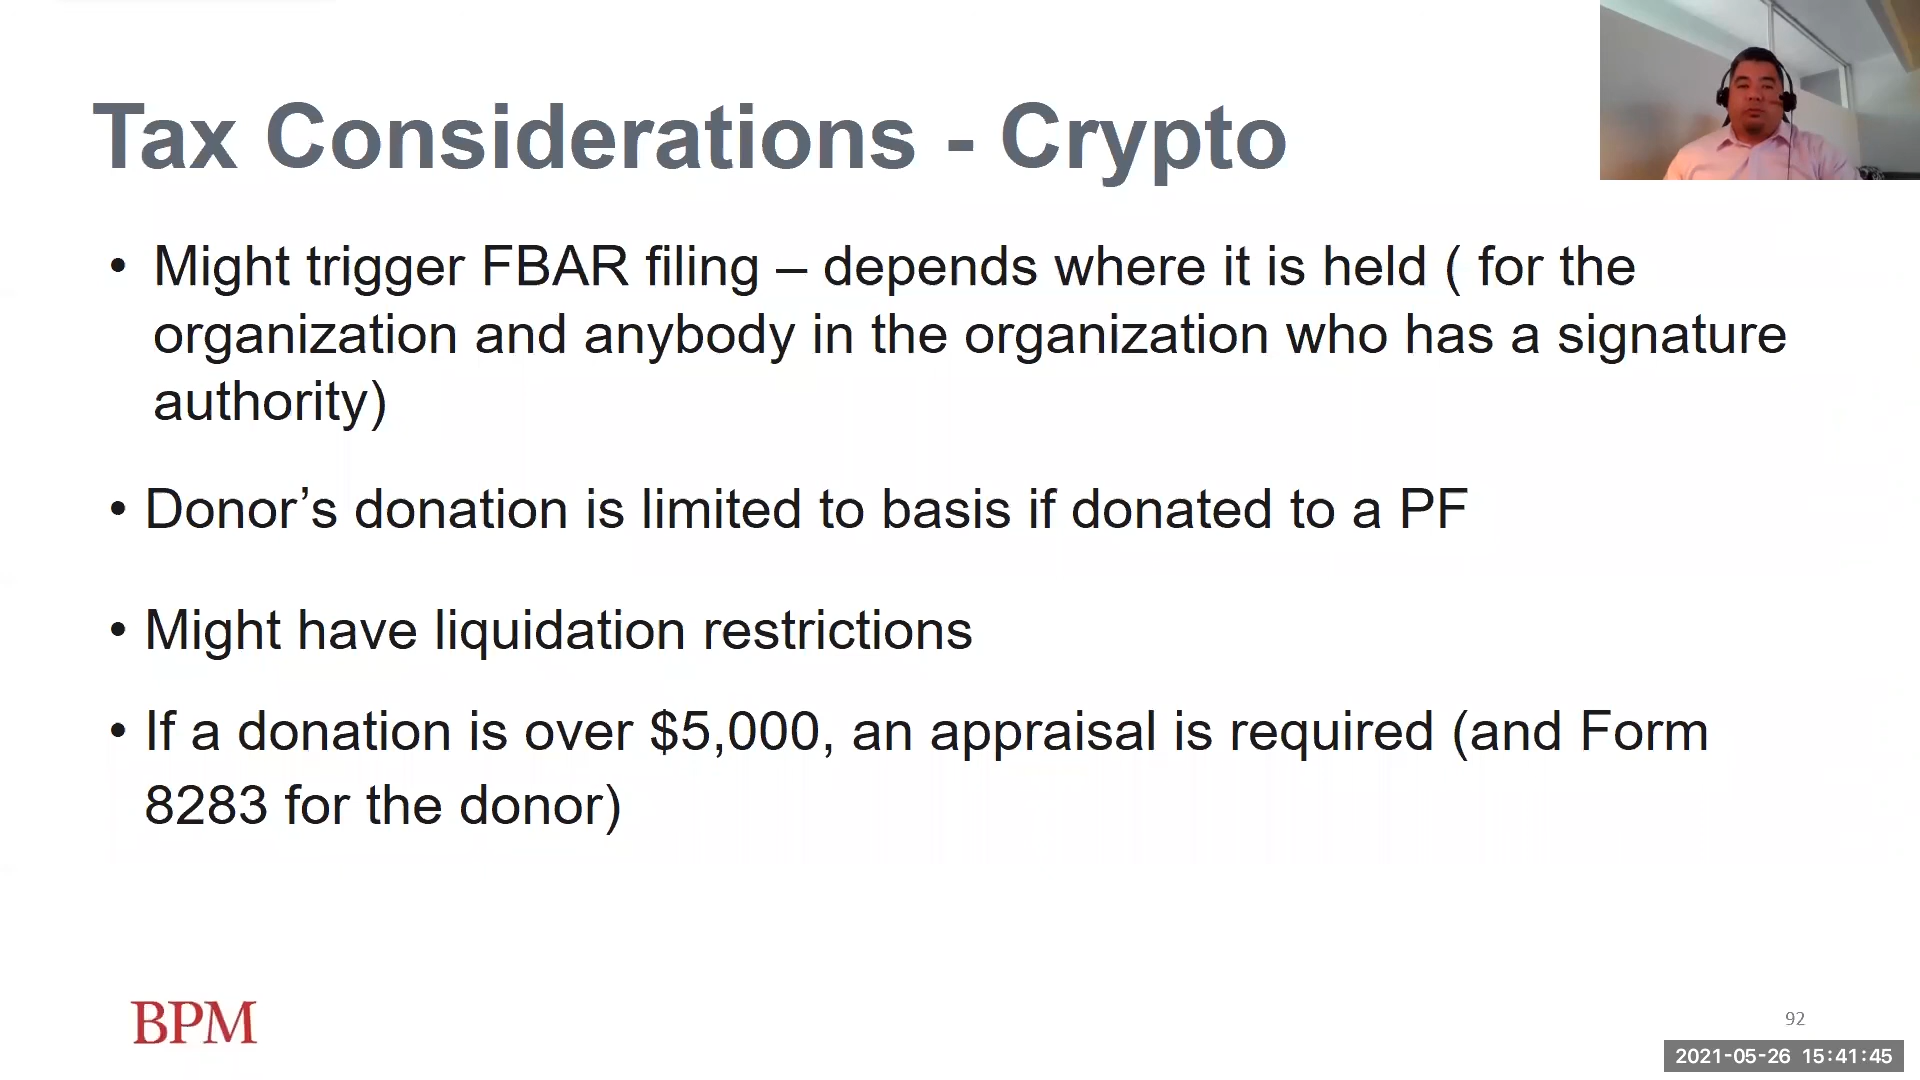 Tax Considerations - Crypto
• Might trigger FBAR filing – depends where it is held ( for the
organization and anybody in the organization who has a signature
authority)
• Donor’s donation is limited to basis if donated to a PF
• Might have liquidation restrictions
• If a donation is over $5,000, an appraisal is required (and Form
8283 for the donor)
BPM
92
2021-05-26 15:41:45